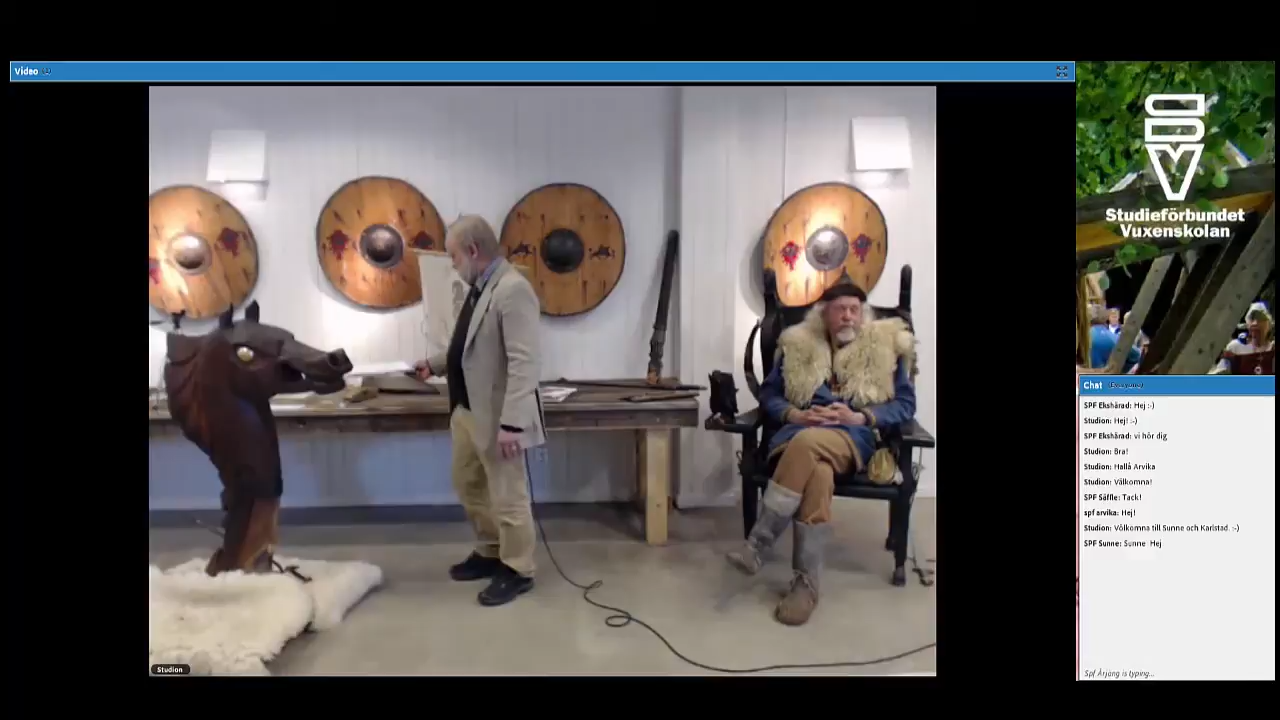 Video
Studion
Studieförbundet
Vuxenskolan
Chat (Everyone)
SPF Ekshärad: Hej :-)
Studion: Hej! :-)
SPF Ekshärad: vi hör dig
Studion: Bra!
Studion: Hallå Arvika
Studion: Välkomna!
SPF Säffle: Tack!
spf arvika: Hej!
Studion: Välkomna till Sunne och Karlstad. :-)
SPF Sunne: Sunne Hej
Spf Årjäng is typing...